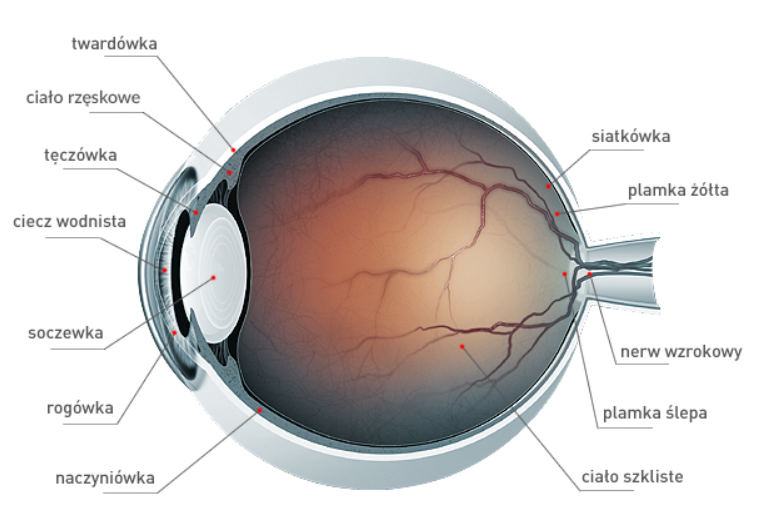 twardówka
ciało rzęskowe
tęczówka
ciecz wodnista
soczewka
rogówka
naczyniówka
siatkówka
plamka żółta
nerw wzrokowy
plamka ślepa
ciało szkliste